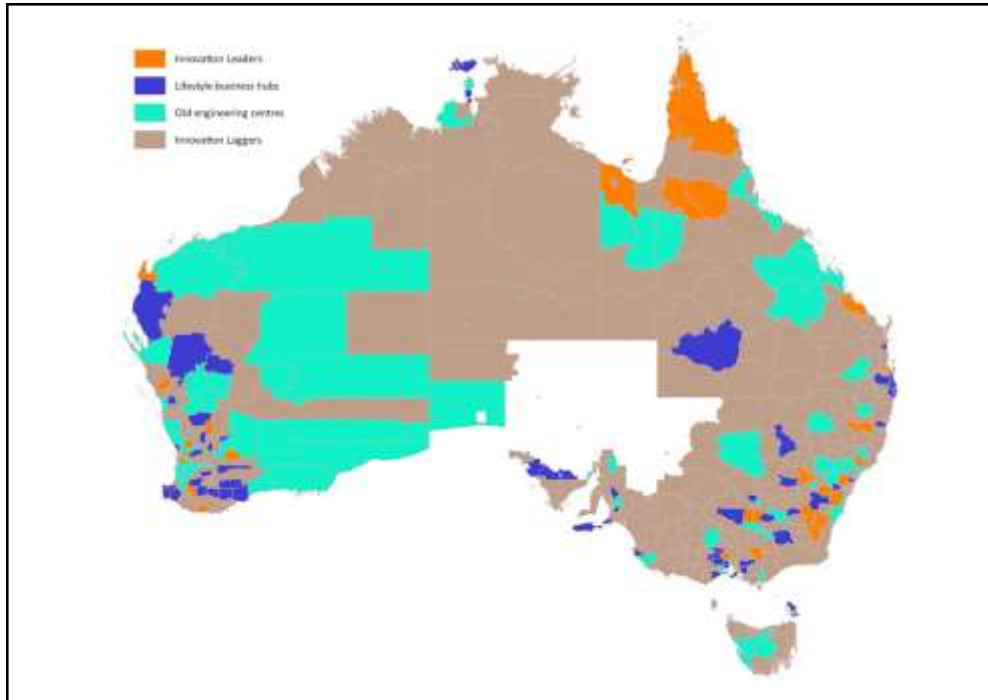 Innovation Leaders
Lifestyle business hubs
Old engineering centres
Innovation Laggers